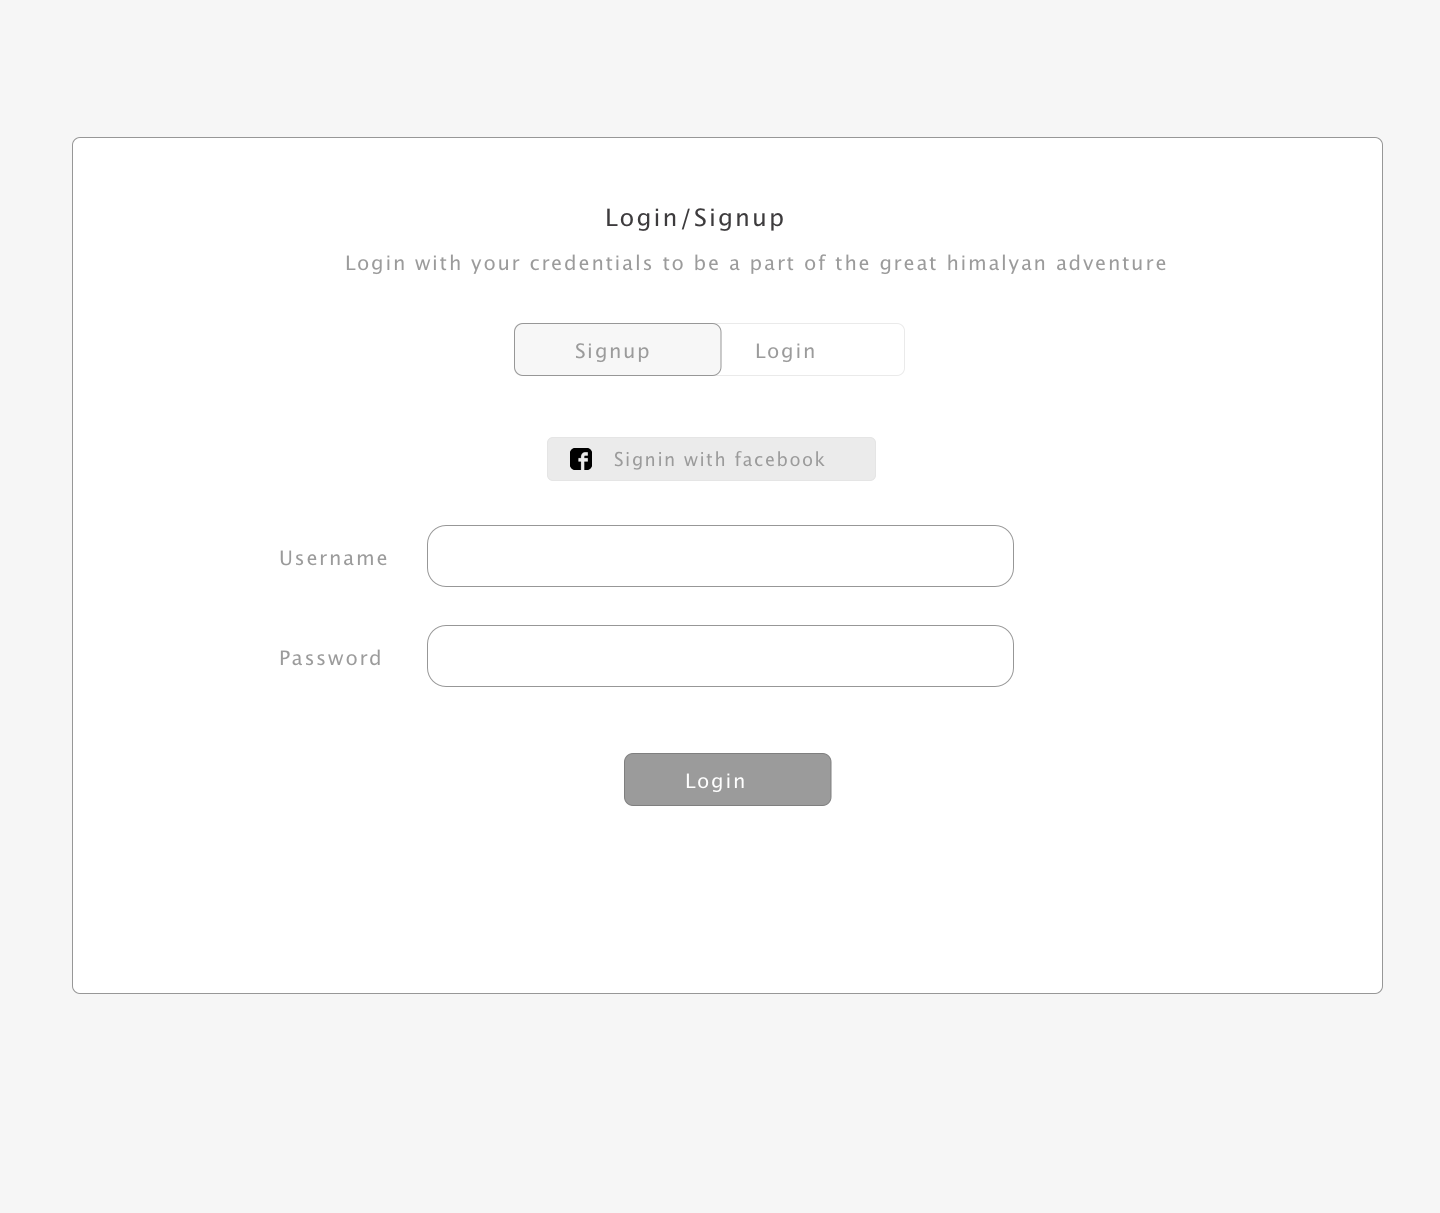 Login/Signup
Login with your credentials to be a part of the great himalyan adventure
Signup Login
Signin with facebook
Username
Password
Login